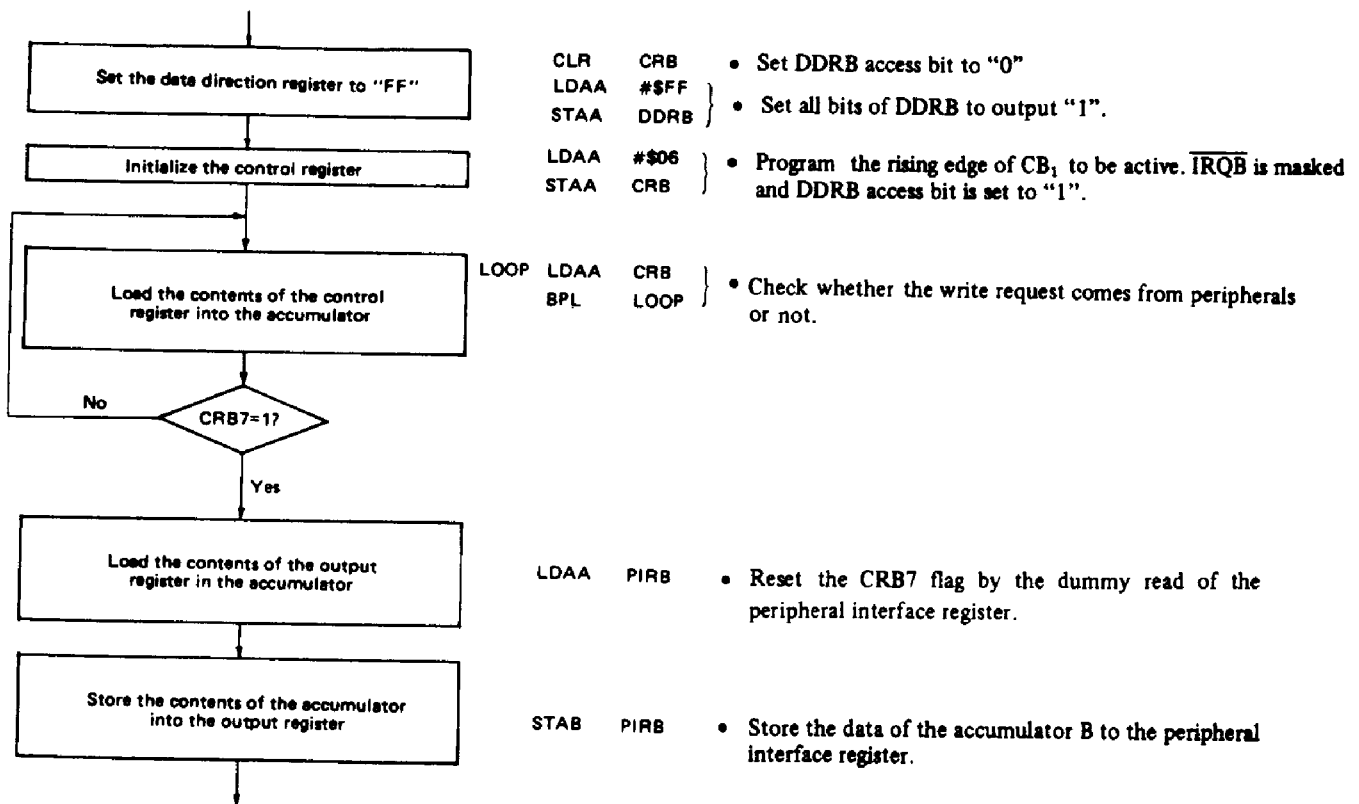 Set the data direction register to "FF"
CLR CRB • Set DDRB access bit to "0"
LDAA #$FF
STAA DDRB • Set all bits of DDRB to output "1".
Initialize the control register
LDAA #$06
STAA CRB
• Program the rising edge of CB₁ to be active. IRQB is masked
and DDRB access bit is set to "1".
Load the contents of the control
register into the accumulator
LOOP LDAA CRB
BPL LOOP
• Check whether the write request comes from peripherals
or not.
CRB7=1?
No
Yes
Load the contents of the output
register in the accumulator
LDAA PIRB • Reset the CRB7 flag by the dummy read of the
peripheral interface register.
Store the contents of the accumulator
into the output register
STAB PIRB • Store the data of the accumulator B to the peripheral
interface register.